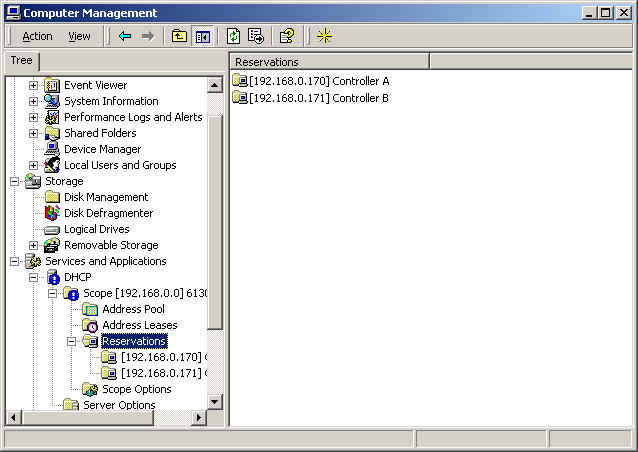 Computer Management
Action View
Tree
Event Viewer
System Information
Performance Logs and Alerts
Shared Folders
Device Manager
Local Users and Groups
Storage
Disk Management
Disk Defragmenter
Logical Drives
Removable Storage
Services and Applications
DHCP
Scope [192.168.0.0] 6130
Address Pool
Address Leases
Reservations
[192.168.0.170]
[192.168.0.171]
Scope Options
Server Options
Reservations
[192.168.0.170] Controller A
[192.168.0.171] Controller B